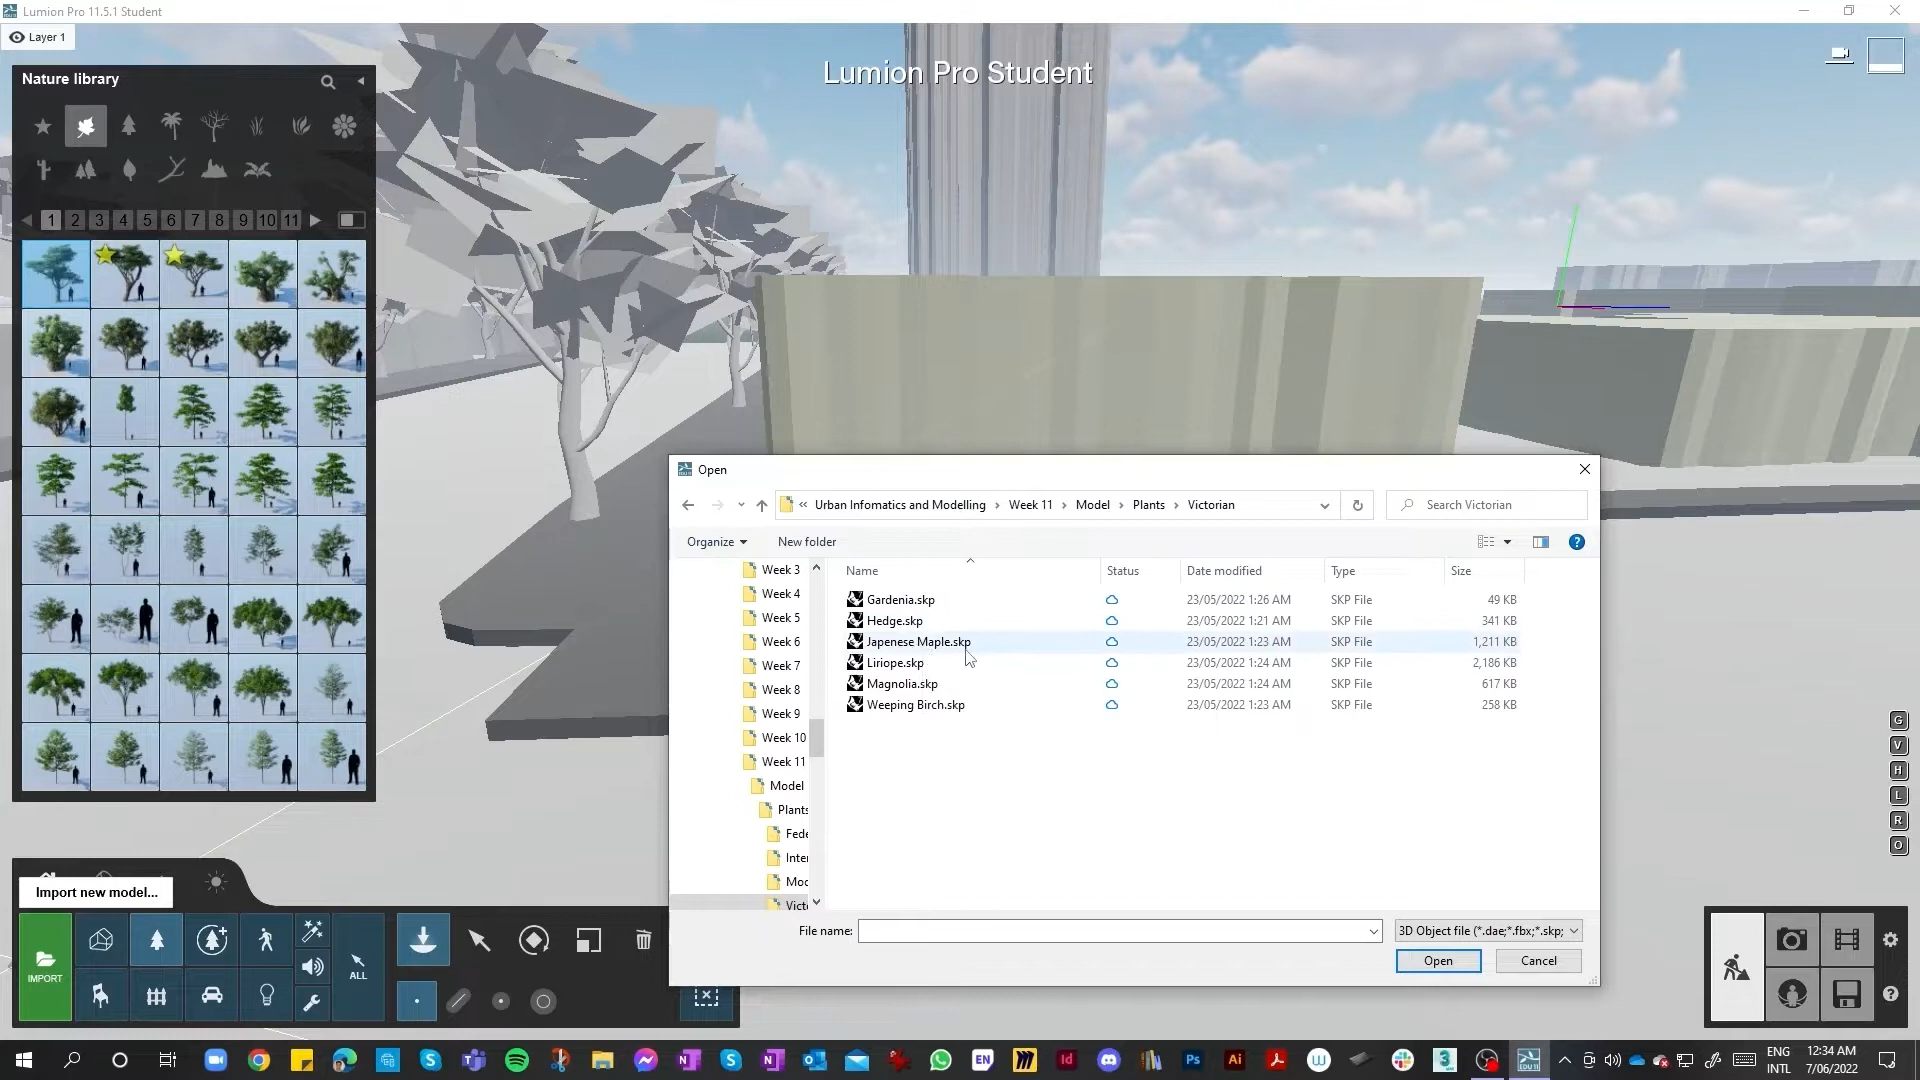 Lumion Pro 11.5.1 Student
Layer 1
Nature library
Lumion Pro Student
1 2 3 4 5 6 7 8 9 10 11
Open
« Urban Infomatics and Modelling › Week 11 › Model › Plants › Victorian
Search Victorian
Organize
New folder
Name Status Date modified Type Size
Week 3
Week 4
Week 5
Week 6
Week 7
Week 8
Week 9
Week 10
Week 11
Model
Plants
Fede
Inter
Moc
Victo
Gardenia.skp 23/05/2022 1:26 AM SKP File 49 KB
Hedge.skp 23/05/2022 1:21 AM SKP File 341 KB
Japenese Maple.skp 23/05/2022 1:23 AM SKP File 1,211 KB
Liriope.skp 23/05/2022 1:24 AM SKP File 2,186 KB
Magnolia.skp 23/05/2022 1:24 AM SKP File 617 KB
Weeping Birch.skp 23/05/2022 1:23 AM SKP File 258 KB
File name:
3D Object file (*.dae;*.fbx;*.skp;
Open
Cancel
G
V
H
L
R
O
Import new model...
IMPORT
ALL
ENG
INTL
12:34 AM
7/06/2022